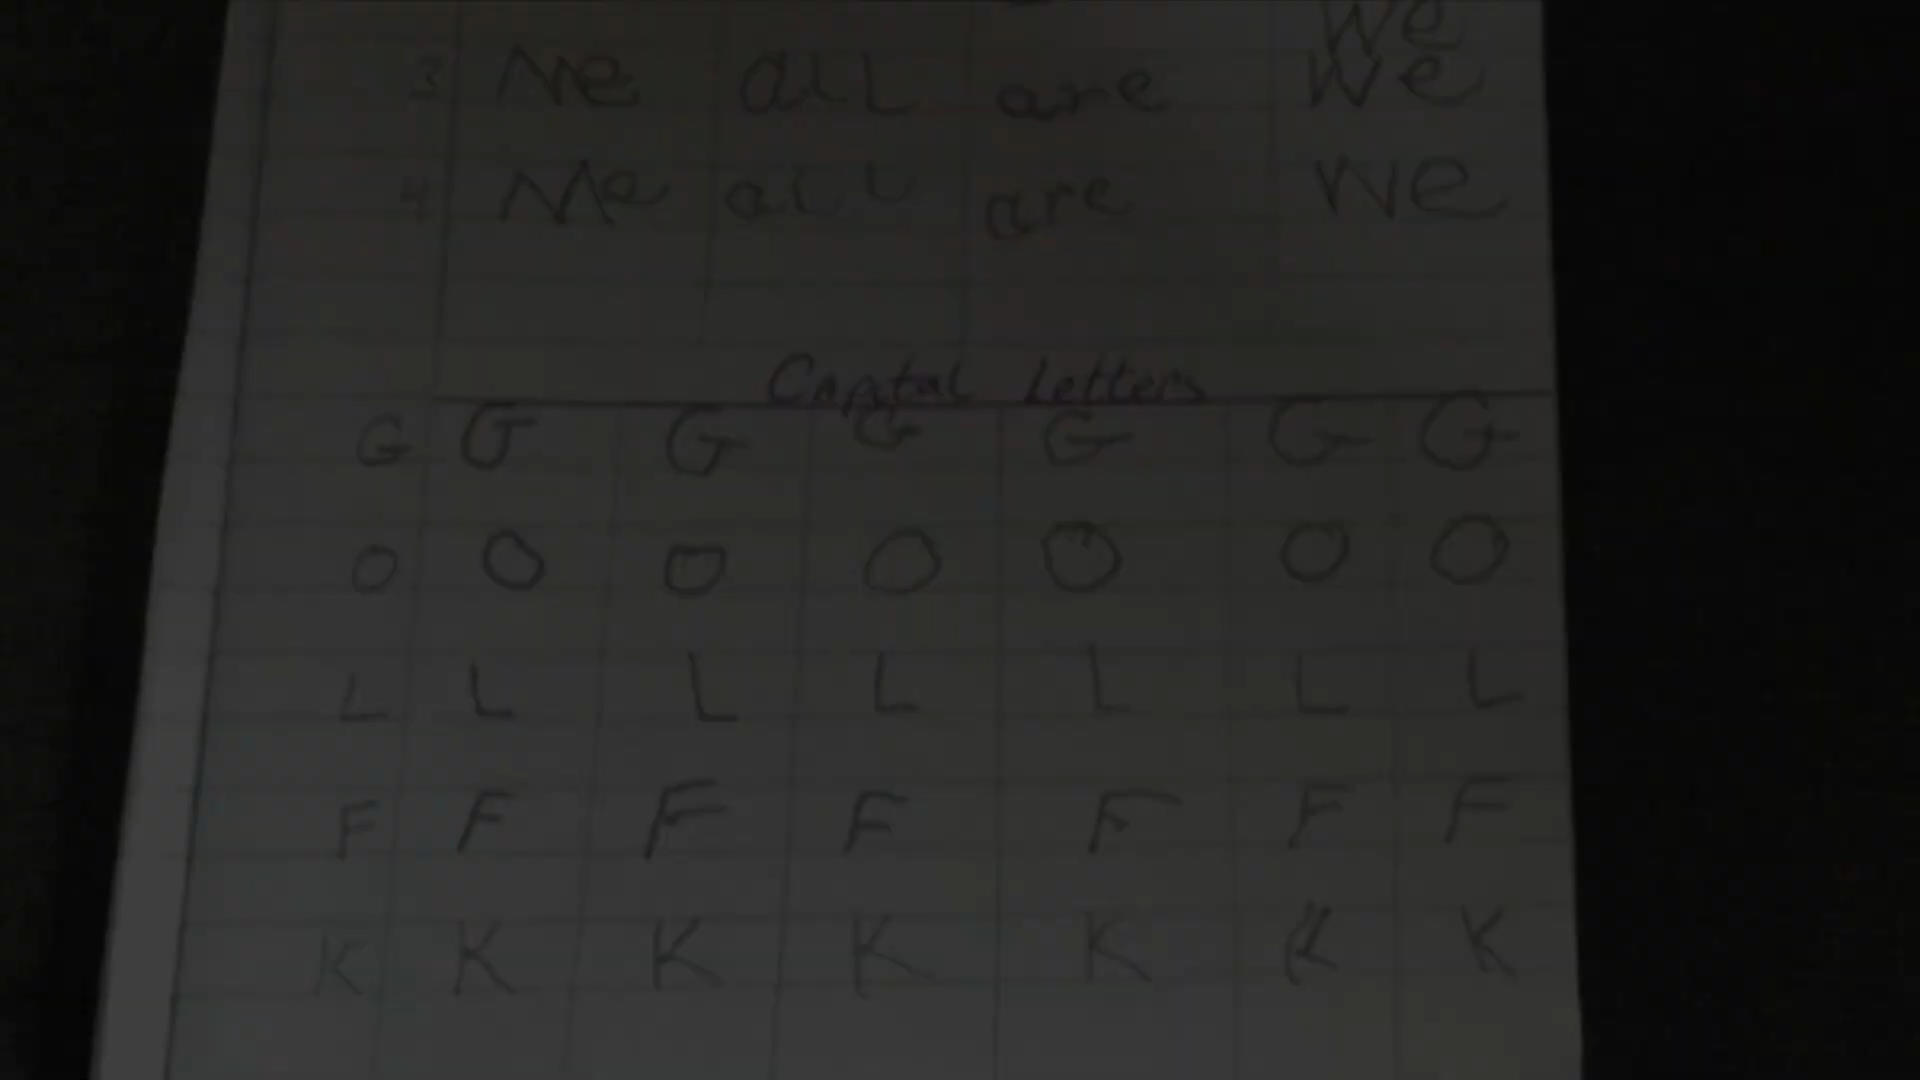 We
3 Me all are We
4 Me all are We
Capital Letters
G G G G G G G
O O O O O O O
L L L L L L L
F F F F F F F
K K K K K K K